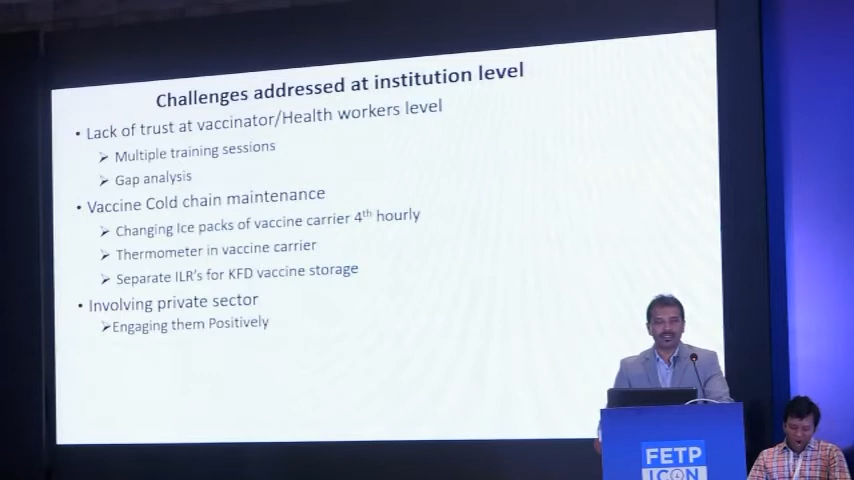 Challenges addressed at institution level
• Lack of trust at vaccinator/Health workers level
➢ Multiple training sessions
➢ Gap analysis
• Vaccine Cold chain maintenance
➢ Changing Ice packs of vaccine carrier 4th hourly
➢ Thermometer in vaccine carrier
➢ Separate ILR's for KFD vaccine storage
• Involving private sector
➢Engaging them Positively
FETP
ICON